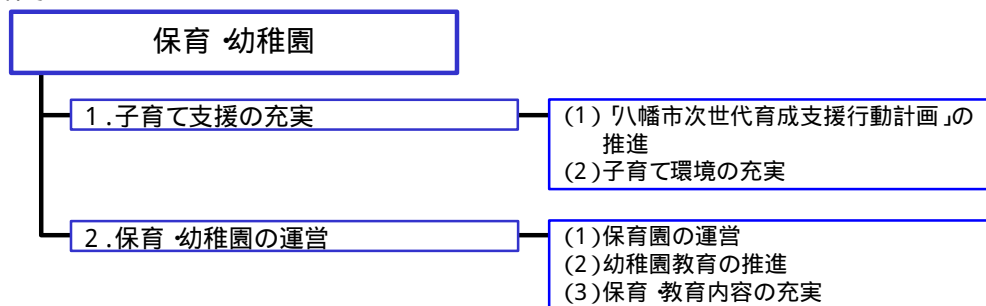 保育・幼稚園
1.子育て支援の充実
(1)「八幡市次世代育成支援行動計画」の
推進
(2)子育て環境の充実
2.保育・幼稚園の運営
(1)保育園の運営
(2)幼稚園教育の推進
(3)保育・教育内容の充実